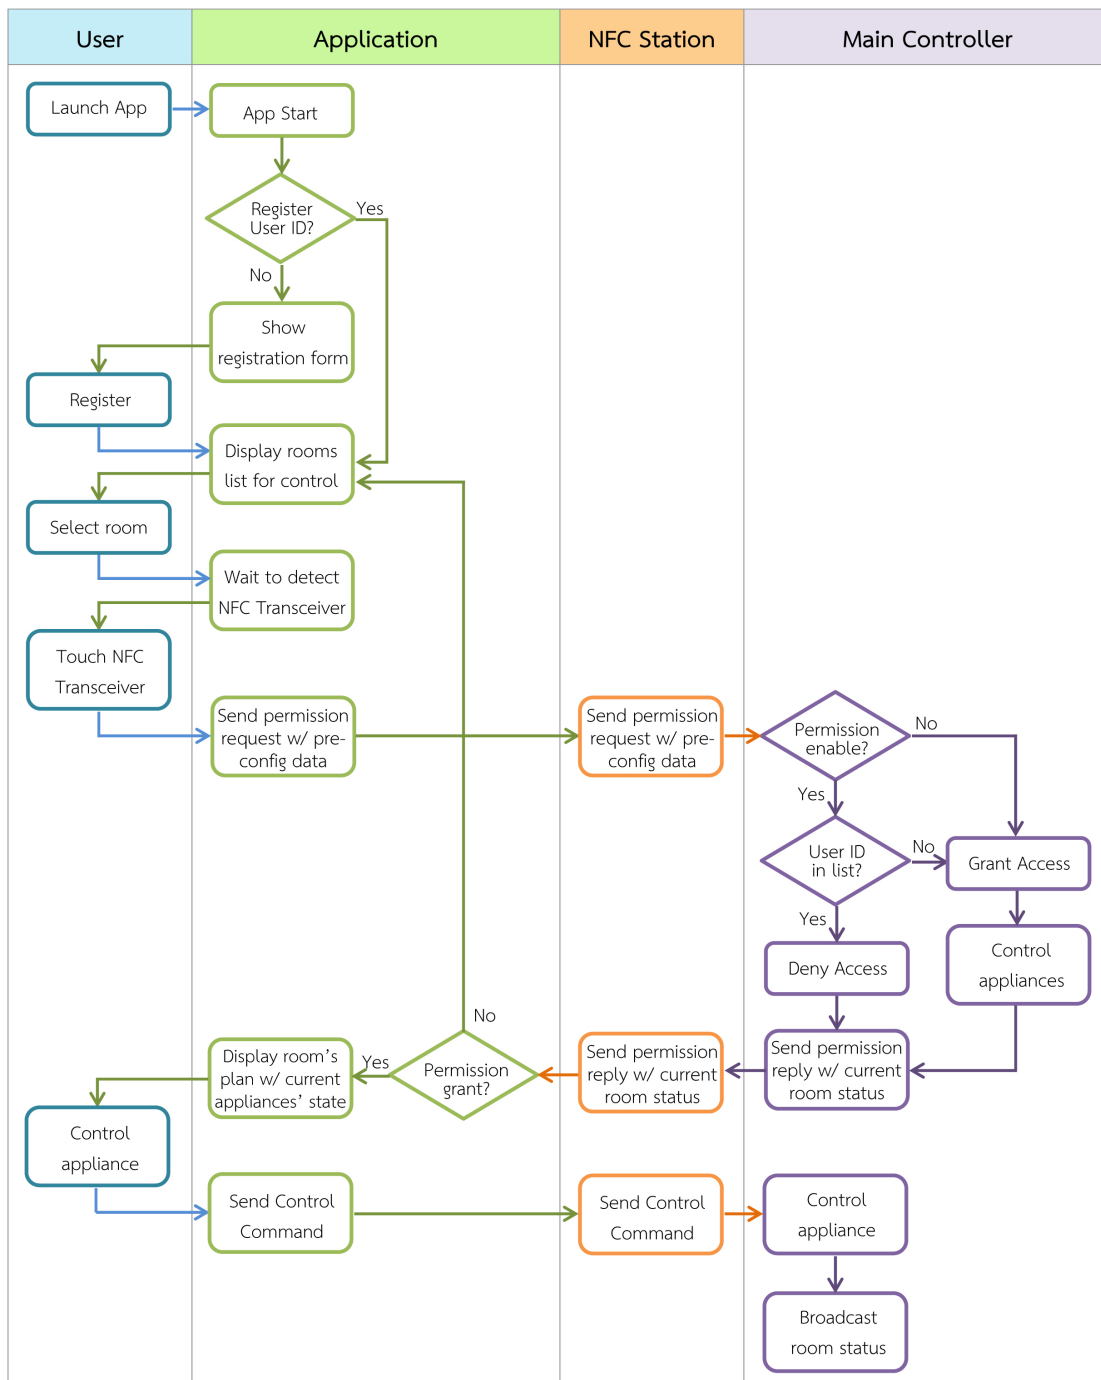 User
Application
NFC Station
Main Controller
Launch App
App Start
Register
User ID?
Yes
No
Show
registration form
Register
Display rooms
list for control
Select room
Wait to detect
NFC Transceiver
Touch NFC
Transceiver
Send permission
request w/ pre-
config data
Send permission
request w/ pre-
config data
Permission
enable?
No
Yes
User ID
in list?
No
Grant Access
Yes
Deny Access
Control
appliances
Send permission
reply w/ current
room status
Send permission
reply w/ current
room status
Permission
grant?
No
Yes
Display room's
plan w/ current
appliances' state
Control
appliance
Send Control
Command
Send Control
Command
Control
appliance
Broadcast
room status